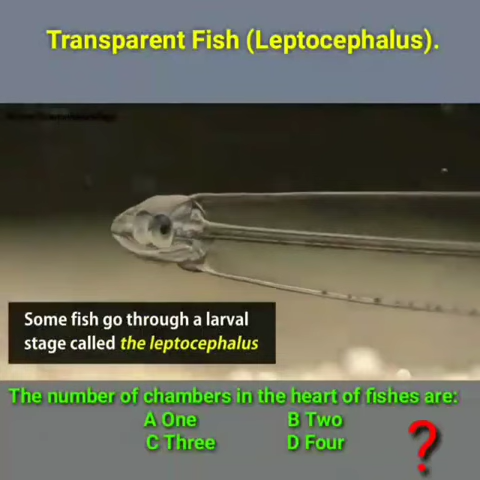 Transparent Fish (Leptocephalus).
Some fish go through a larval
stage called the leptocephalus
The number of chambers in the heart of fishes are:
A One B Two
C Three D Four
?